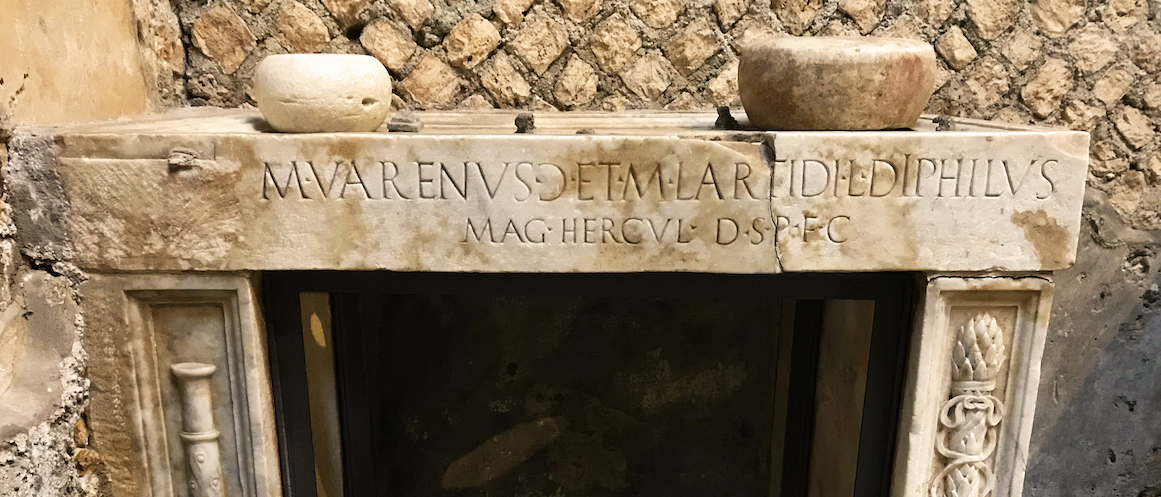 M·VARENVS·Ɔ·ET·M·LARTIDI·L·DIPHILVS
MAG·HERCVL· D·S·P·F·C